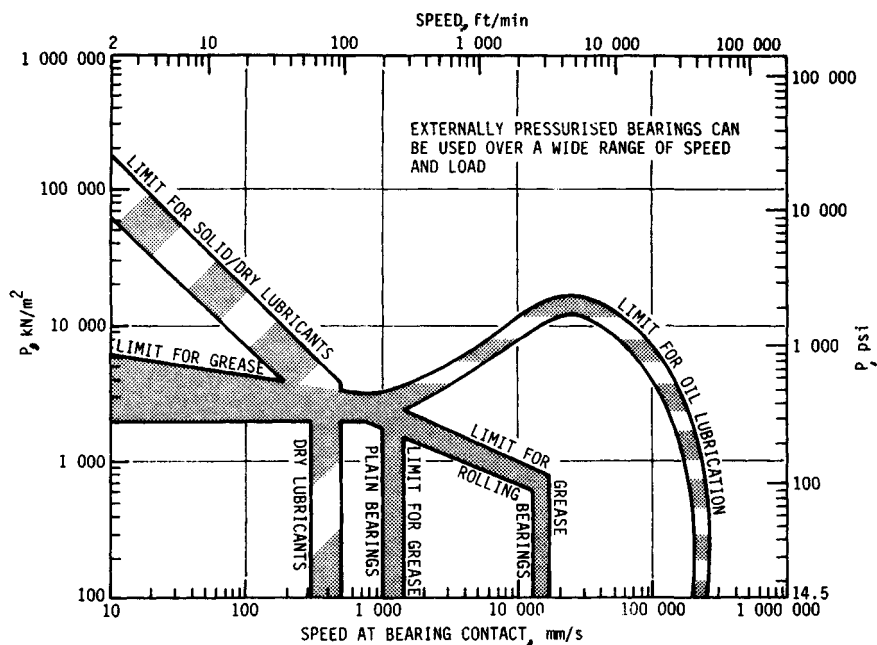 SPEED, ft/min
2
10
100
1 000
10 000
100 000
1 000 000
100 000
10 000
1 000
100
P, kN/m2
100 000
10 000
1 000
100
14.5
P, psi
EXTERNALLY PRESSURISED BEARINGS CAN
BE USED OVER A WIDE RANGE OF SPEED
AND LOAD
LIMIT FOR SOLID/DRY LUBRICANTS
LIMIT FOR GREASE
LIMIT FOR OIL LUBRICATION
DRY LUBRICANTS
PLAIN BEARINGS
LIMIT FOR GREASE
LIMIT FOR
ROLLING
BEARINGS
GREASE
10
100
1 000
10 000
100 000
1 000 000
SPEED AT BEARING CONTACT, mm/s